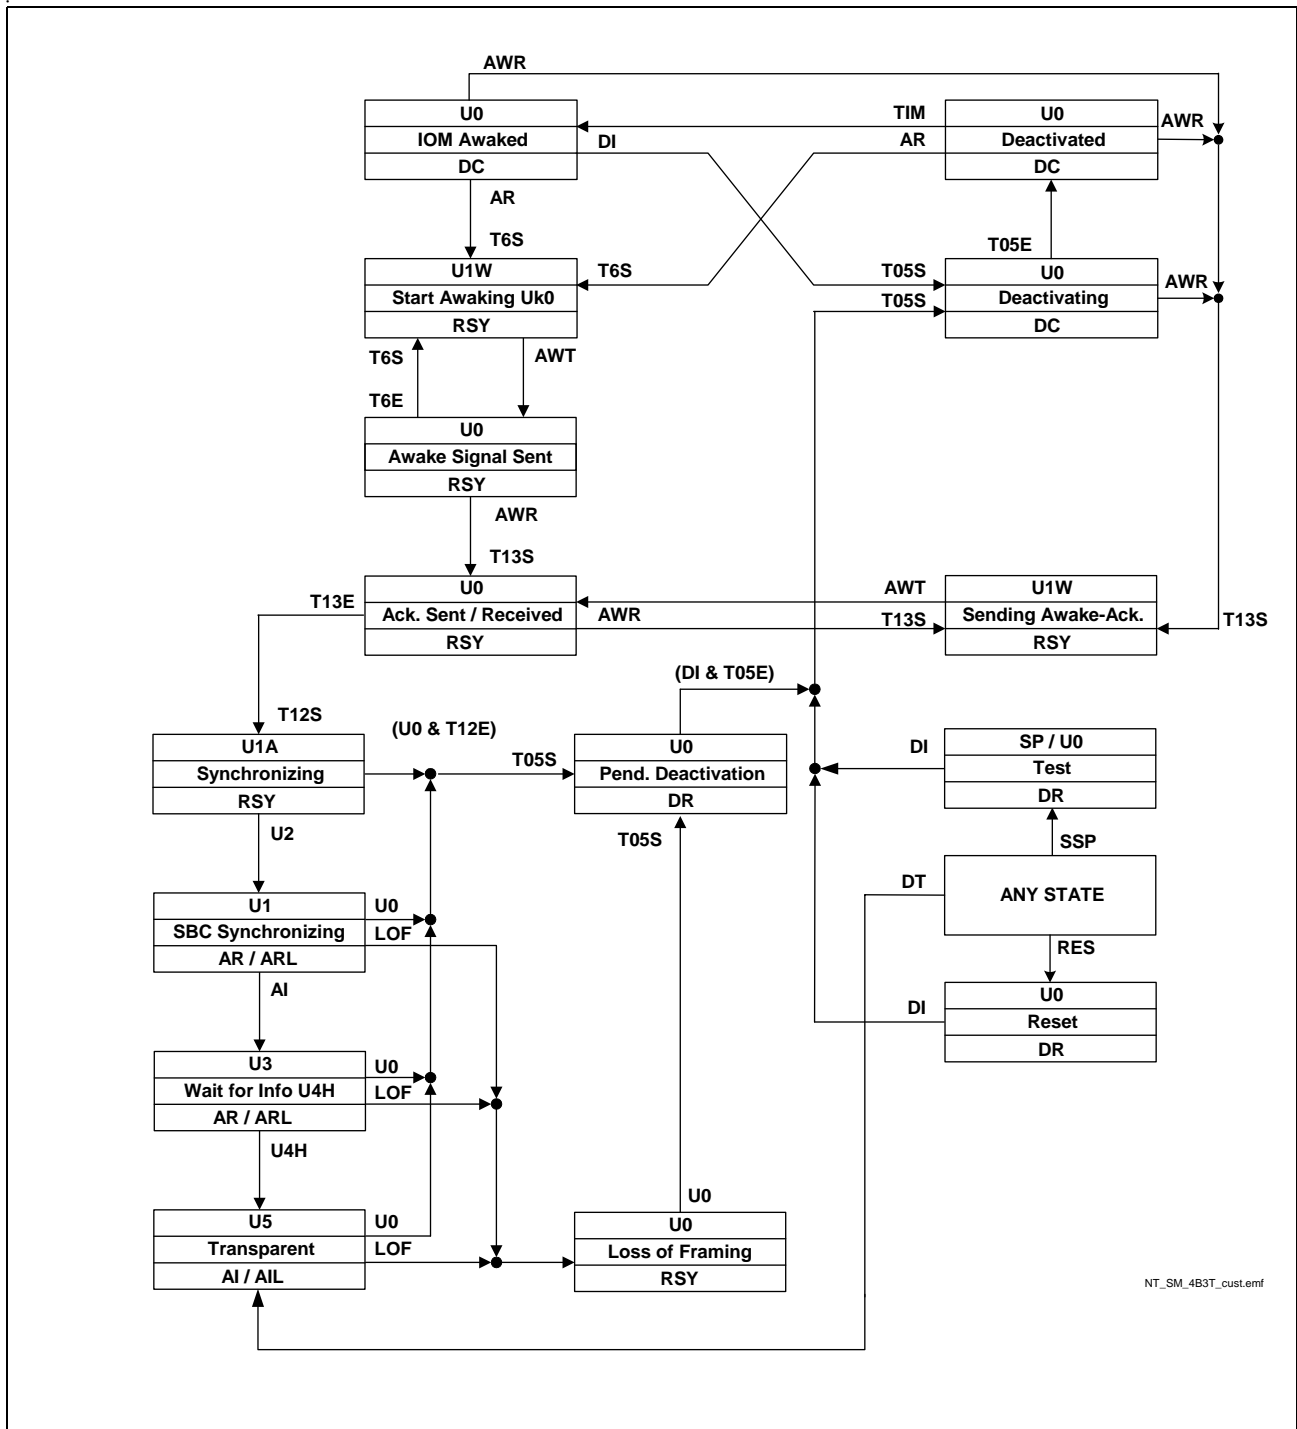 AWR
U0
IOM Awaked
DC
TIM
DI
AR
U0
Deactivated
DC
AWR
AR
T6S
U1W
Start Awaking Uk0
RSY
T6S
T05S
T05S
T05E
U0
Deactivating
DC
AWR
T6S
T6E
AWT
U0
Awake Signal Sent
RSY
AWR
T13S
T13E
U0
Ack. Sent / Received
RSY
AWT
AWR
T13S
U1W
Sending Awake-Ack.
RSY
T13S
T12S
(U0 & T12E)
(DI & T05E)
U1A
Synchronizing
RSY
T05S
U0
Pend. Deactivation
DR
DI
SP / U0
Test
DR
U2
T05S
SSP
DT
ANY STATE
U1
SBC Synchronizing
AR / ARL
U0
LOF
RES
AI
DI
U0
Reset
DR
U3
Wait for Info U4H
AR / ARL
U0
LOF
U4H
U0
U5
Transparent
AI / AIL
U0
LOF
U0
Loss of Framing
RSY
NT_SM_4B3T_cust.emf